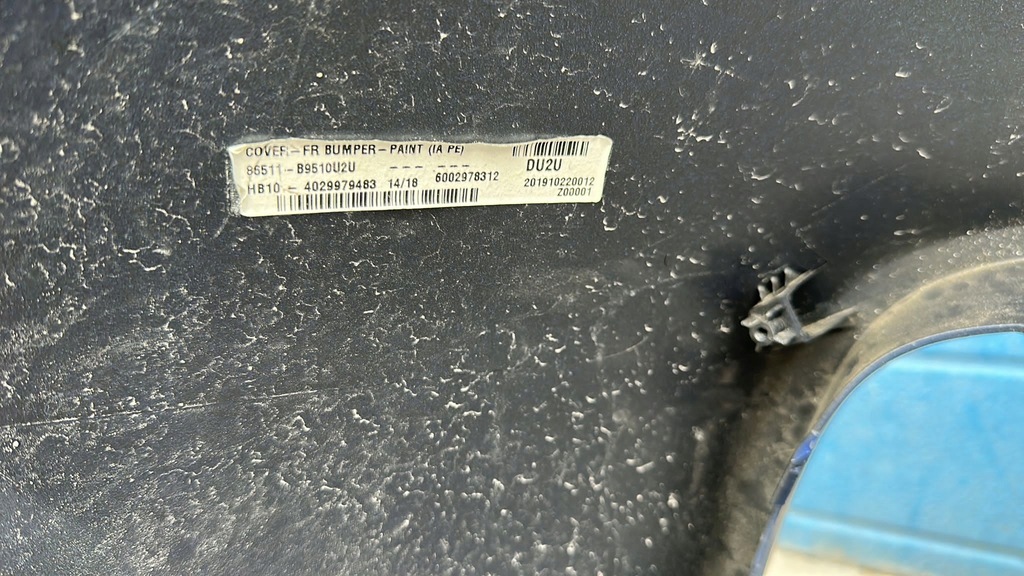 COVER-FR BUMPER-PAINT (IA PE)
86511-B9510U2U --- --- DU2U
HB10 - 4029979483 14/18 6002978312 201910220012
Z00001